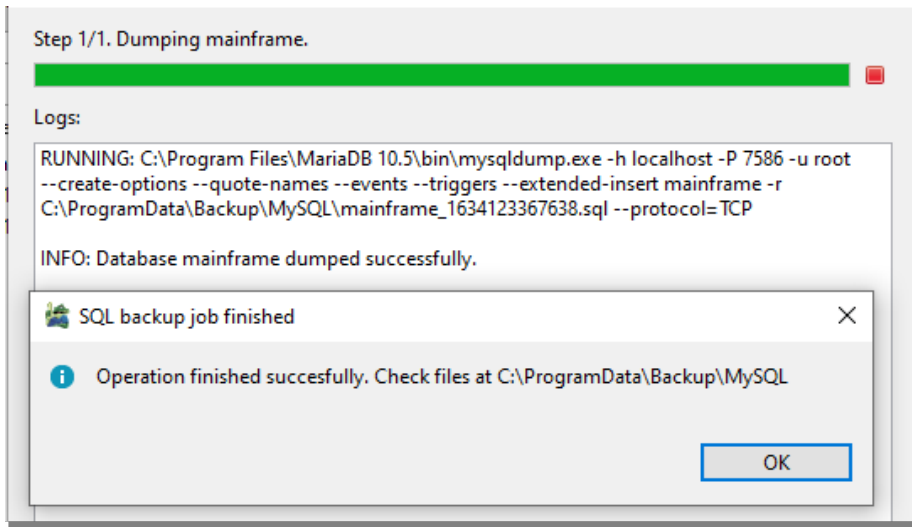 Step 1/1. Dumping mainframe.
Logs:
RUNNING: C:\Program Files\MariaDB 10.5\bin\mysqldump.exe -h localhost -P 7586 -u root
--create-options --quote-names --events --triggers --extended-insert mainframe -r
C:\ProgramData\Backup\MySQL\mainframe_1634123367638.sql --protocol=TCP
INFO: Database mainframe dumped successfully.
SQL backup job finished
Operation finished succesfully. Check files at C:\ProgramData\Backup\MySQL
OK